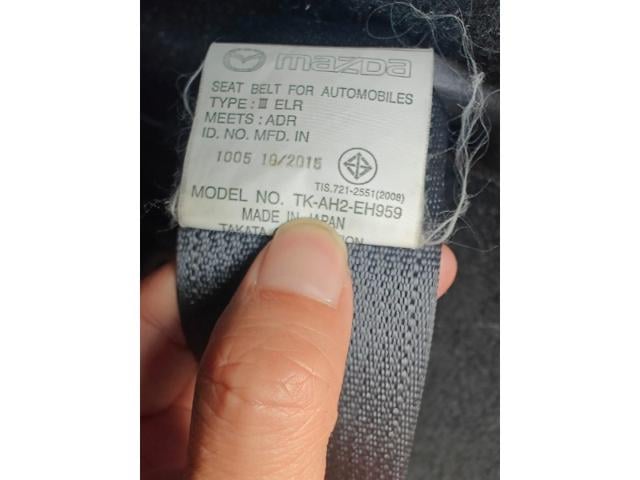 mazda
SEAT BELT FOR AUTOMOBILES
TYPE : Ⅲ ELR
MEETS : ADR
ID. NO. MFD. IN
1005 2015
TIS.721-2551(2008)
MODEL NO. TK-AH2-EH959
MADE IN JAPAN
TAKATA